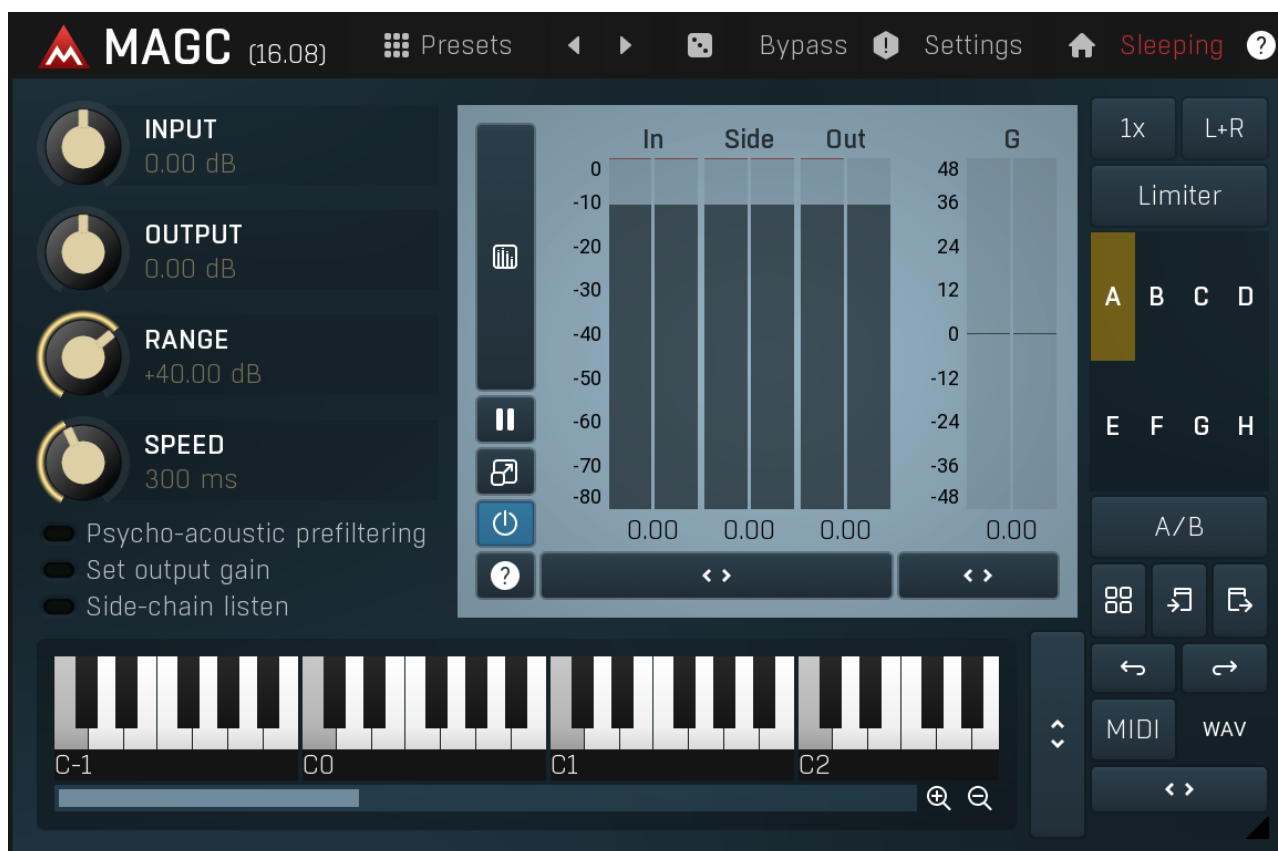 MAGC (16.08) Presets Bypass Settings Sleeping ?
INPUT
0.00 dB
OUTPUT
0.00 dB
RANGE
+40.00 dB
SPEED
300 ms
Psycho-acoustic prefiltering
Set output gain
Side-chain listen
In Side Out G
0 48
-10 36
-20 24
-30 12
-40 0
-50 -12
-60 -24
-70 -36
-80 -48
0.00 0.00 0.00 0.00
?
1x L+R
Limiter
A B C D
E F G H
A/B
MIDI WAV
C-1 C0 C1 C2